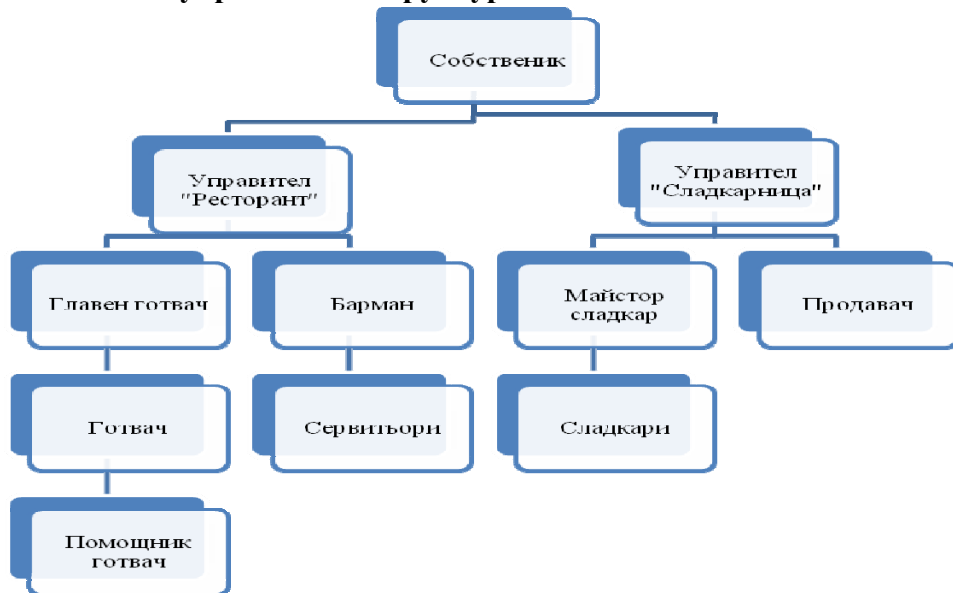 Собственик
Управител
"Ресторант"
Управител
"Сладкарница"
Главен готвач
Барман
Майстор
сладкар
Продавач
Готвач
Сервитьори
Сладкари
Помощник
готвач